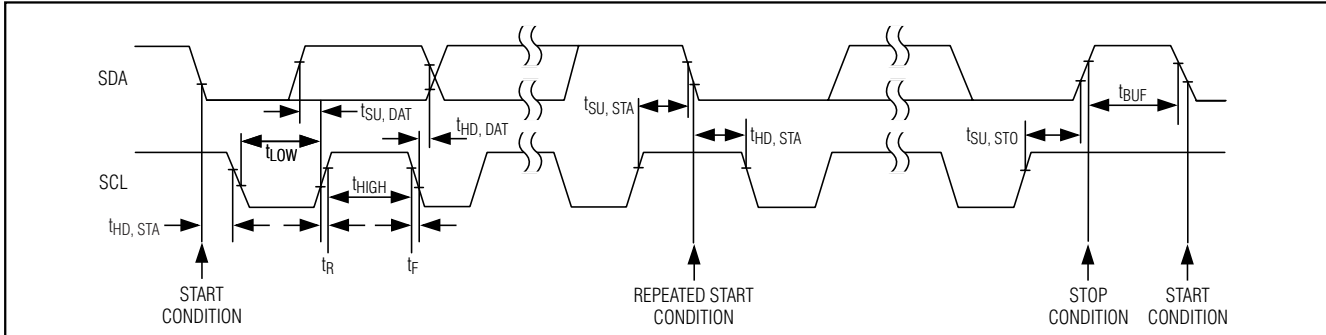 SDA
tSU, DAT
tHD, DAT
tLOW
tSU, STA
tHD, STA
tBUF
tSU, STO
SCL
tHIGH
tHD, STA
tR
tF
START
CONDITION
REPEATED START
CONDITION
STOP
CONDITION
START
CONDITION